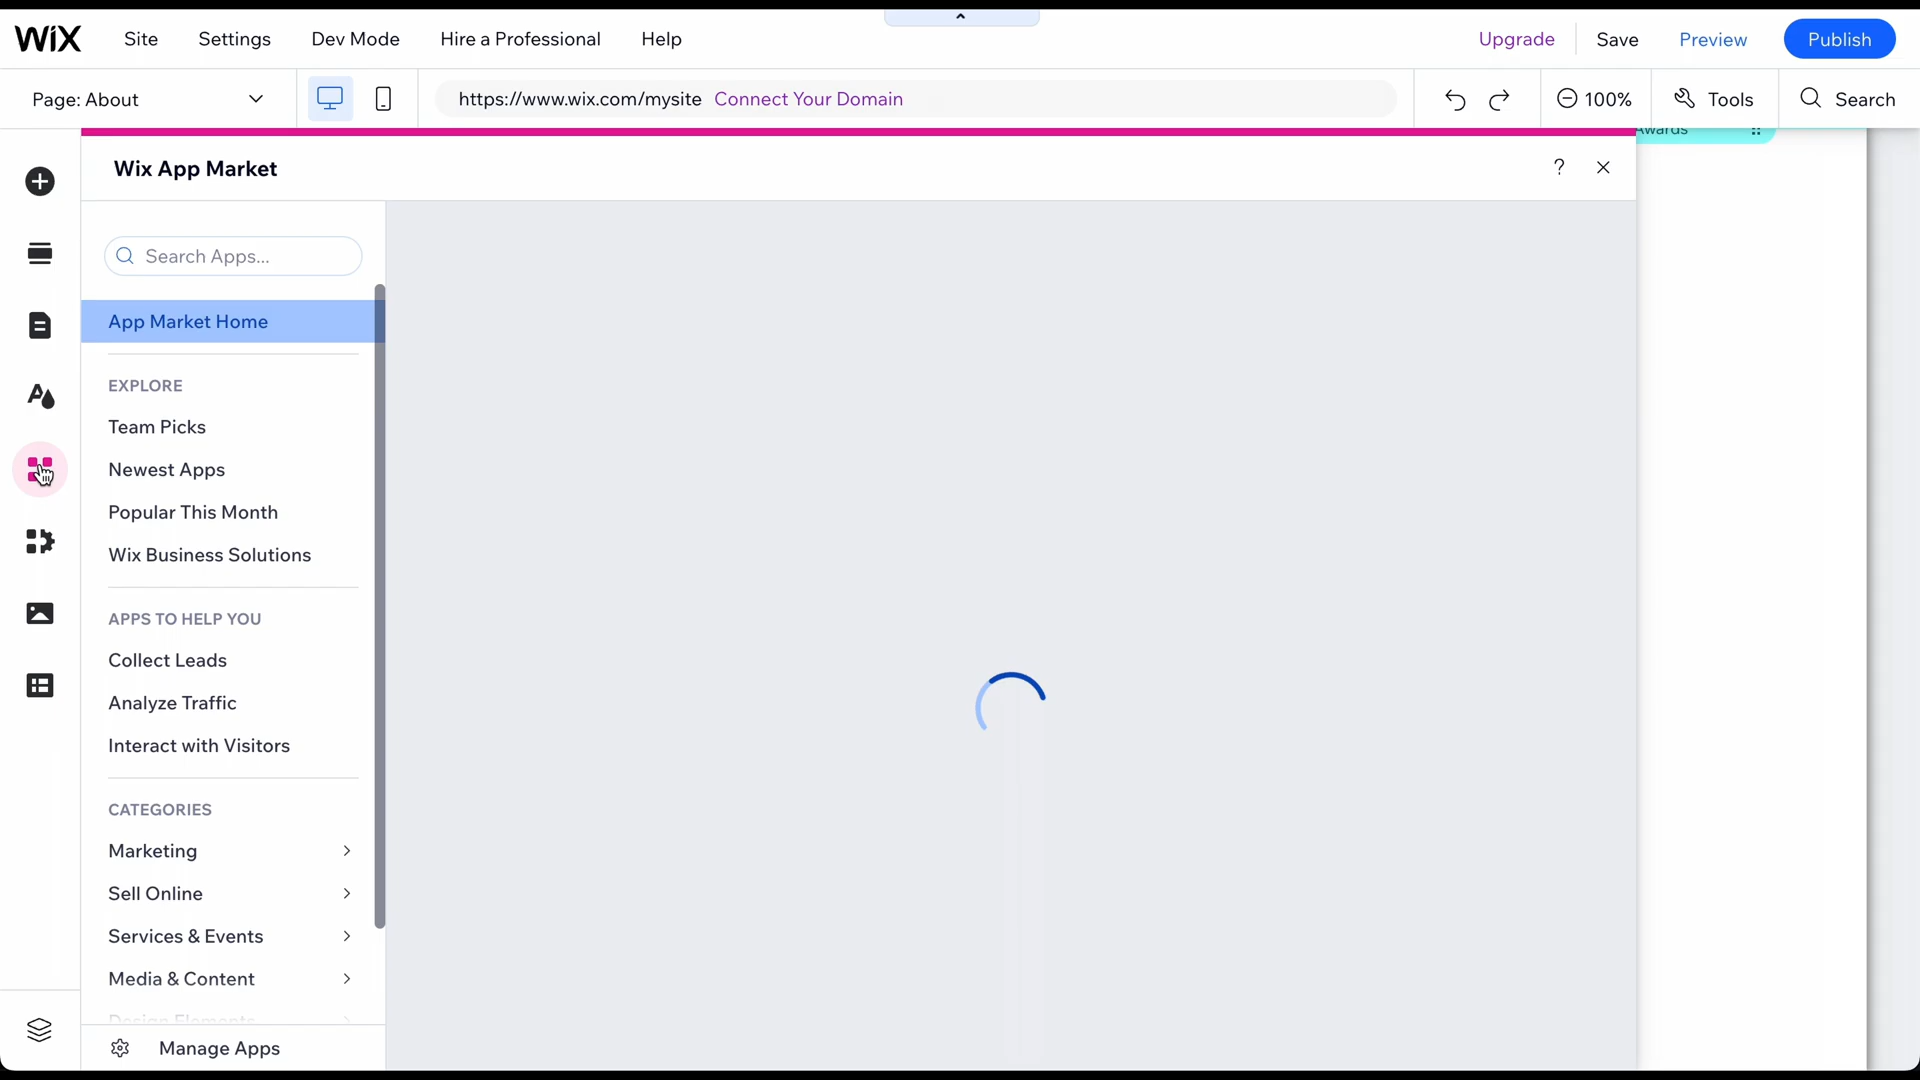 WiX Site Settings Dev Mode Hire a Professional Help Upgrade Save Preview Publish
Page: About https://www.wix.com/mysite Connect Your Domain 100% Tools Search
Awards
Wix App Market ?
Search Apps...
App Market Home
EXPLORE
Team Picks
Newest Apps
Popular This Month
Wix Business Solutions
APPS TO HELP YOU
Collect Leads
Analyze Traffic
Interact with Visitors
CATEGORIES
Marketing
Sell Online
Services & Events
Media & Content
Design Elements
Manage Apps